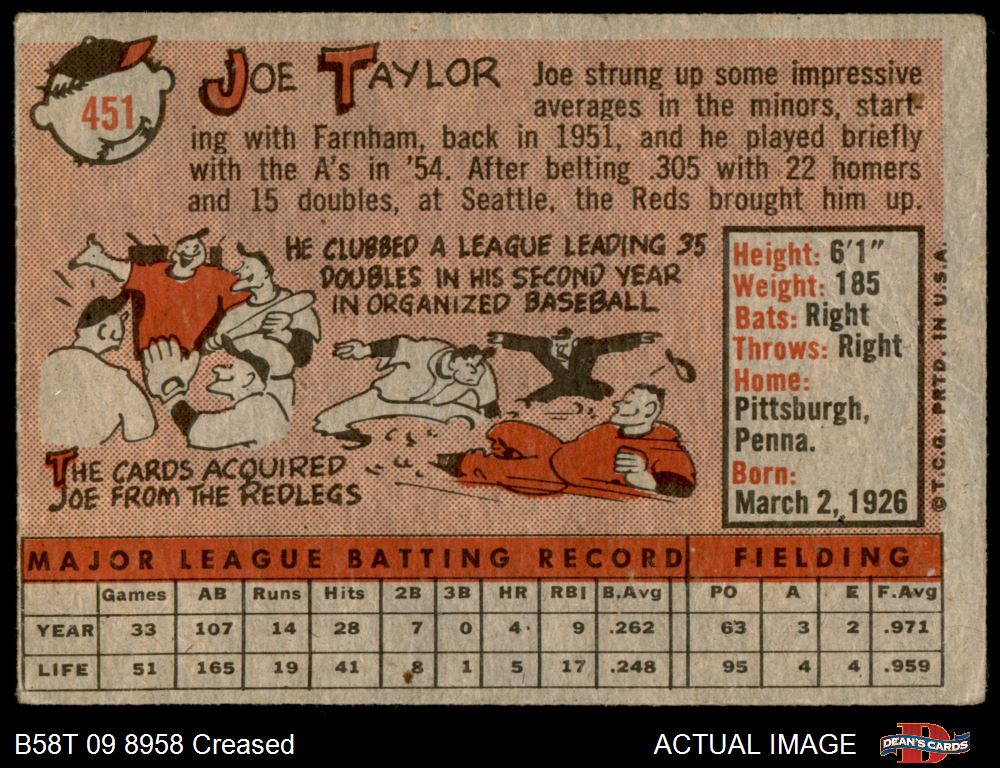 451
JOE TAYLOR
Joe strung up some impressive
averages in the minors, start-
ing with Farnham, back in 1951, and he played briefly
with the A's in '54. After belting .305 with 22 homers
and 15 doubles, at Seattle, the Reds brought him up.
HE CLUBBED A LEAGUE LEADING 35
DOUBLES IN HIS SECOND YEAR
IN ORGANIZED BASEBALL
THE CARDS ACQUIRED
JOE FROM THE REDLEGS
Height: 6'1"
Weight: 185
Bats: Right
Throws: Right
Home:
Pittsburgh,
Penna.
Born:
March 2, 1926
© T.C.G. PRTD. IN U.S.A.
MAJOR LEAGUE BATTING RECORD FIELDING
Games AB Runs Hits 2B 3B HR RBI B.Avg PO A E F.Avg
YEAR 33 107 14 28 7 0 4 9 .262 63 3 2 .971
LIFE 51 165 19 41 8 1 5 17 .248 95 4 4 .959
B58T 09 8958 Creased
ACTUAL IMAGE
D
DEAN'S CARDS